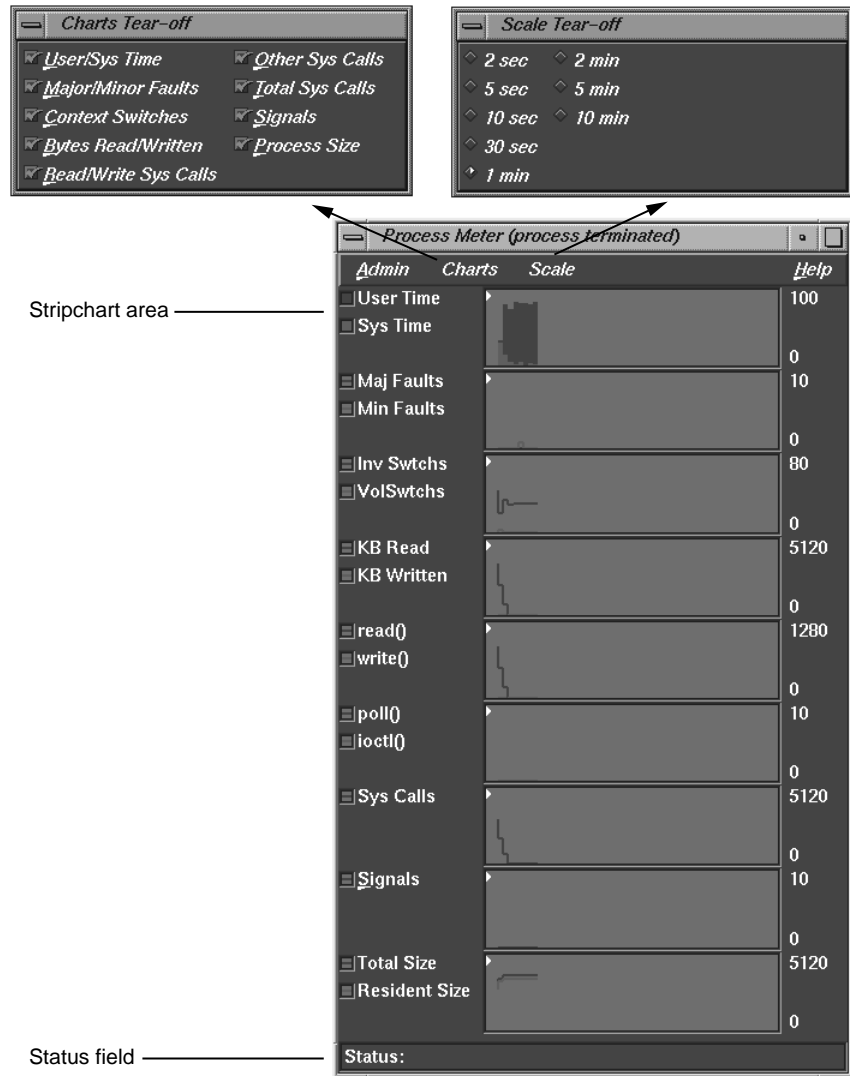 Charts Tear-off
User/Sys Time Other Sys Calls
Major/Minor Faults Total Sys Calls
Context Switches Signals
Bytes Read/Written Process Size
Read/Write Sys Calls
Scale Tear-off
2 sec 2 min
5 sec 5 min
10 sec 10 min
30 sec
1 min
Process Meter (process terminated)
Admin Charts Scale Help
Stripchart area
User Time 100
Sys Time
0
Maj Faults 10
Min Faults
0
Inv Swtchs 80
VolSwtchs
0
KB Read 5120
KB Written
0
read() 1280
write()
0
poll() 10
ioctl()
0
Sys Calls 5120
0
Signals 10
0
Total Size 5120
Resident Size
0
Status field
Status: